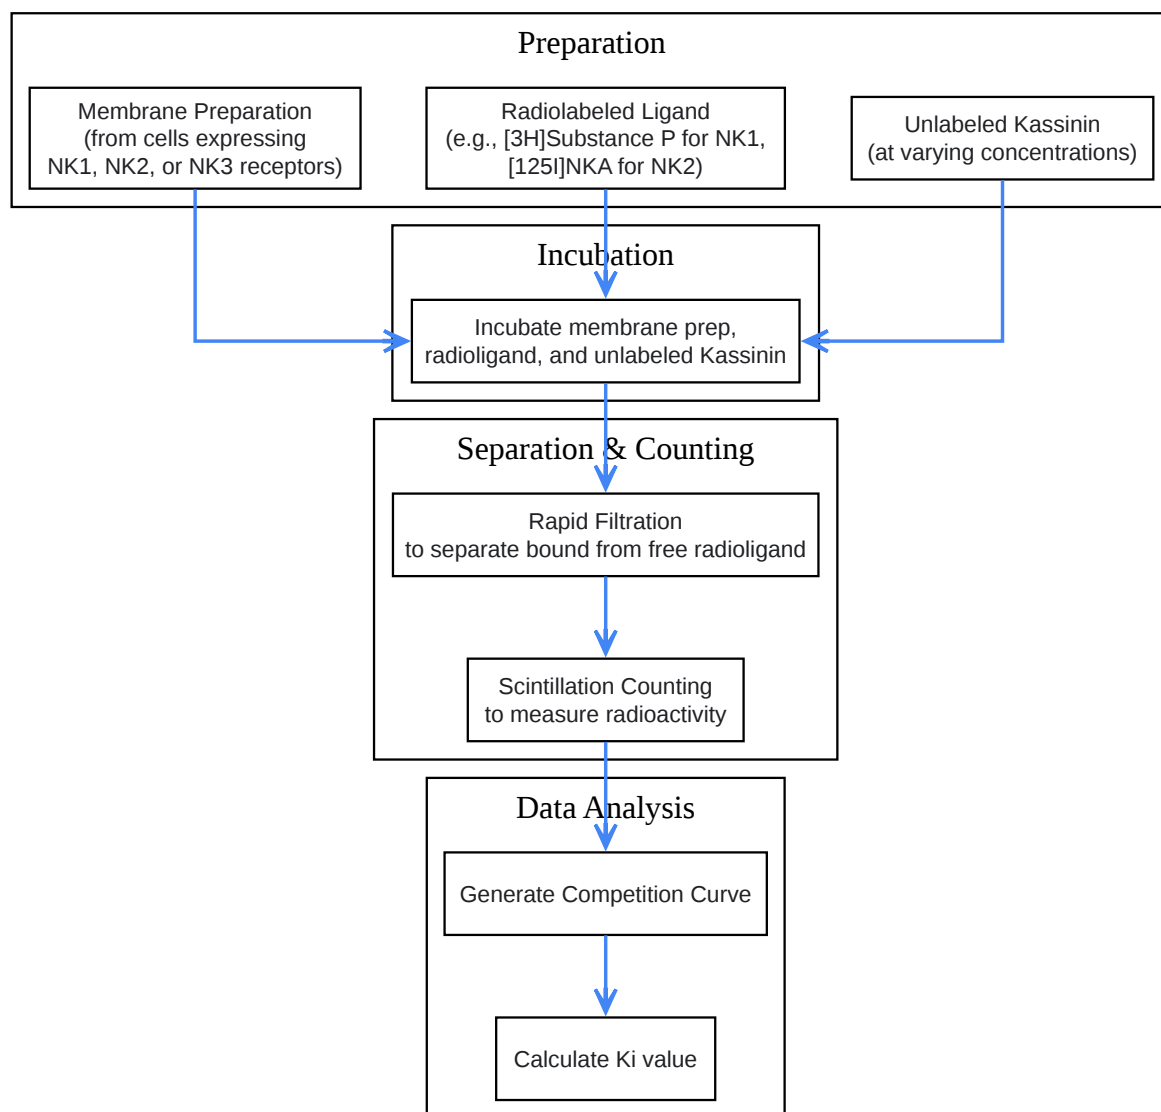 Preparation
Membrane Preparation
(from cells expressing
NK1, NK2, or NK3 receptors)
Radiolabeled Ligand
(e.g., [3H]Substance P for NK1,
[125I]NKA for NK2)
Unlabeled Kassinin
(at varying concentrations)
Incubation
Incubate membrane prep,
radioligand, and unlabeled Kassinin
Separation & Counting
Rapid Filtration
to separate bound from free radioligand
Scintillation Counting
to measure radioactivity
Data Analysis
Generate Competition Curve
Calculate Ki value